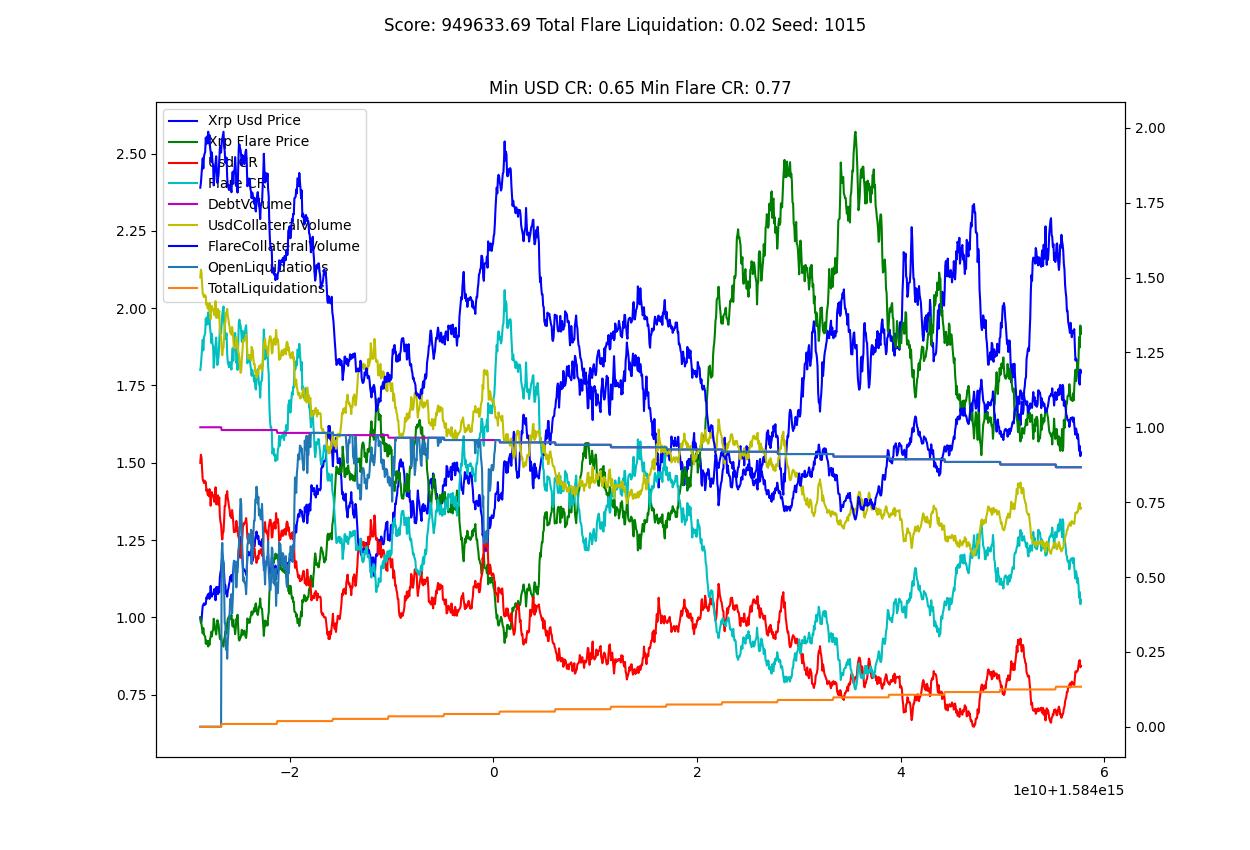 Score: 949633.69 Total Flare Liquidation: 0.02 Seed: 1015
Min USD CR: 0.65 Min Flare CR: 0.77
Xrp Usd Price
Xrp Flare Price
Usd CR
Flare CR
DebtVolume
UsdCollateralVolume
FlareCollateralVolume
OpenLiquidations
TotalLiquidations
2.50
2.25
2.00
1.75
1.50
1.25
1.00
0.75
2.00
1.75
1.50
1.25
1.00
0.75
0.50
0.25
0.00
−2 0 2 4 6
1e10+1.584e15